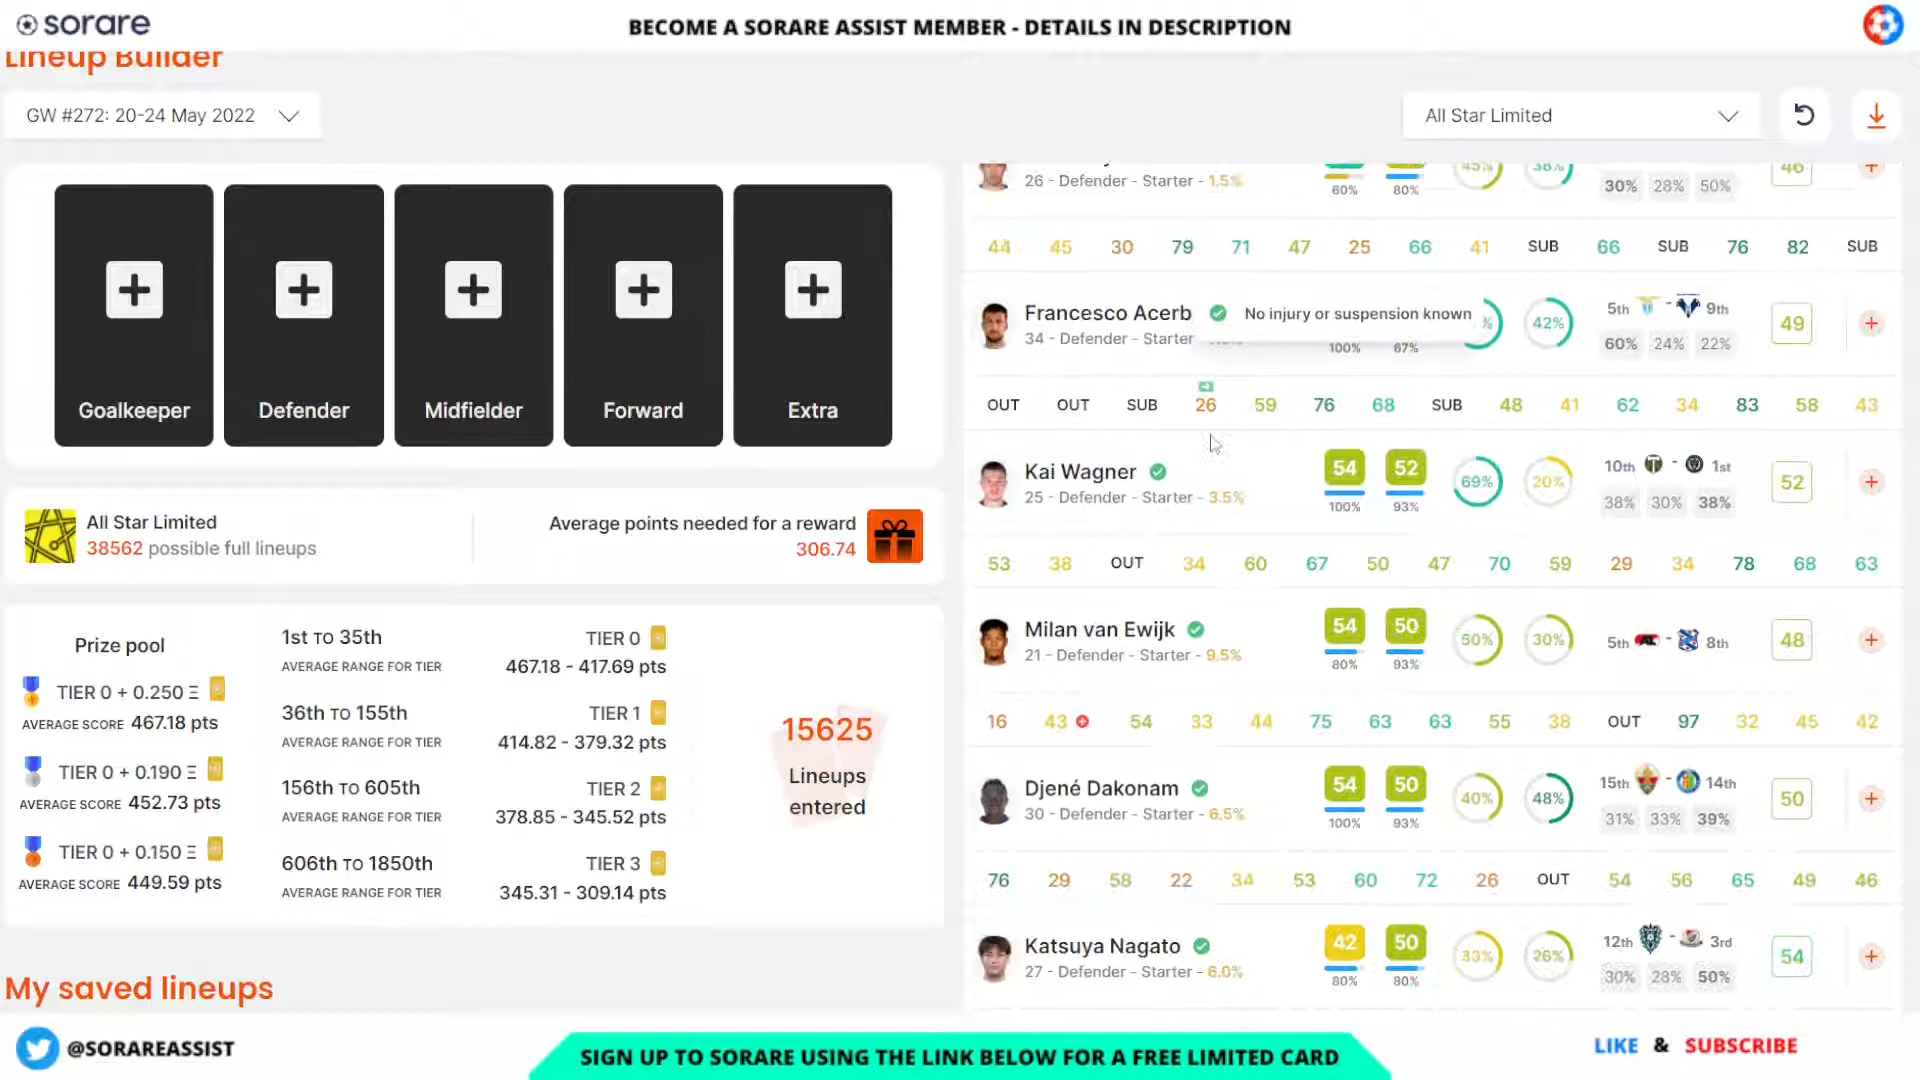 sorare
BECOME A SORARE ASSIST MEMBER - DETAILS IN DESCRIPTION
Lineup Builder
GW #272: 20-24 May 2022
All Star Limited
Goalkeeper
Defender
Midfielder
Forward
Extra
All Star Limited
38562 possible full lineups
Average points needed for a reward
306.74
Prize pool
TIER 0 + 0.250 Ξ
AVERAGE SCORE 467.18 pts
TIER 0 + 0.190 Ξ
AVERAGE SCORE 452.73 pts
TIER 0 + 0.150 Ξ
AVERAGE SCORE 449.59 pts
1st TO 35th TIER 0
AVERAGE RANGE FOR TIER 467.18 - 417.69 pts
36th TO 155th TIER 1
AVERAGE RANGE FOR TIER 414.82 - 379.32 pts
156th TO 605th TIER 2
AVERAGE RANGE FOR TIER 378.85 - 345.52 pts
606th TO 1850th TIER 3
AVERAGE RANGE FOR TIER 345.31 - 309.14 pts
15625
Lineups
entered
My saved lineups
26 - Defender - Starter - 1.5% 60% 80% 45% 38% 30% 28% 50% 46
44 45 30 79 71 47 25 66 41 SUB 66 SUB 76 82 SUB
Francesco Acerb No injury or suspension known % 42% 5th - 9th 49
34 - Defender - Starter 100% 67% 60% 24% 22%
OUT OUT SUB 26 59 76 68 SUB 48 41 62 34 83 58 43
Kai Wagner 54 52 69% 20% 10th - 1st 52
25 - Defender - Starter - 3.5% 100% 93% 38% 30% 38%
53 38 OUT 34 60 67 50 47 70 59 29 34 78 68 63
Milan van Ewijk 54 50 50% 30% 5th - 8th 48
21 - Defender - Starter - 9.5% 80% 93%
16 43 54 33 44 75 63 63 55 38 OUT 97 32 45 42
Djené Dakonam 54 50 40% 48% 15th - 14th 50
30 - Defender - Starter - 6.5% 100% 93% 31% 33% 39%
76 29 58 22 34 53 60 72 26 OUT 54 56 65 49 46
Katsuya Nagato 42 50 33% 26% 12th - 3rd 54
27 - Defender - Starter - 6.0% 80% 80% 30% 28% 50%
@SORAREASSIST
SIGN UP TO SORARE USING THE LINK BELOW FOR A FREE LIMITED CARD
LIKE & SUBSCRIBE